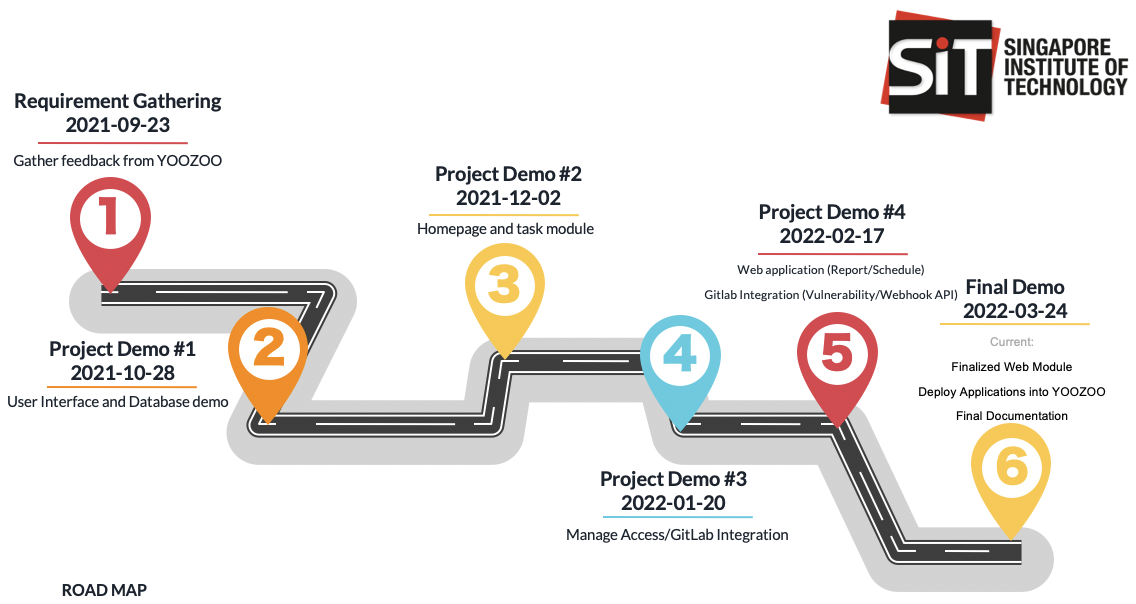 SiT
SINGAPORE
INSTITUTE OF
TECHNOLOGY
Requirement Gathering
2021-09-23
Gather feedback from YOOZOO
1
Project Demo #1
2021-10-28
User Interface and Database demo
2
Project Demo #2
2021-12-02
Homepage and task module
3
4
Project Demo #3
2022-01-20
Manage Access/GitLab Integration
Project Demo #4
2022-02-17
Web application (Report/Schedule)
Gitlab Integration (Vulnerability/Webhook API)
5
Final Demo
2022-03-24
Current:
Finalized Web Module
Deploy Applications into YOOZOO
Final Documentation
6
ROAD MAP